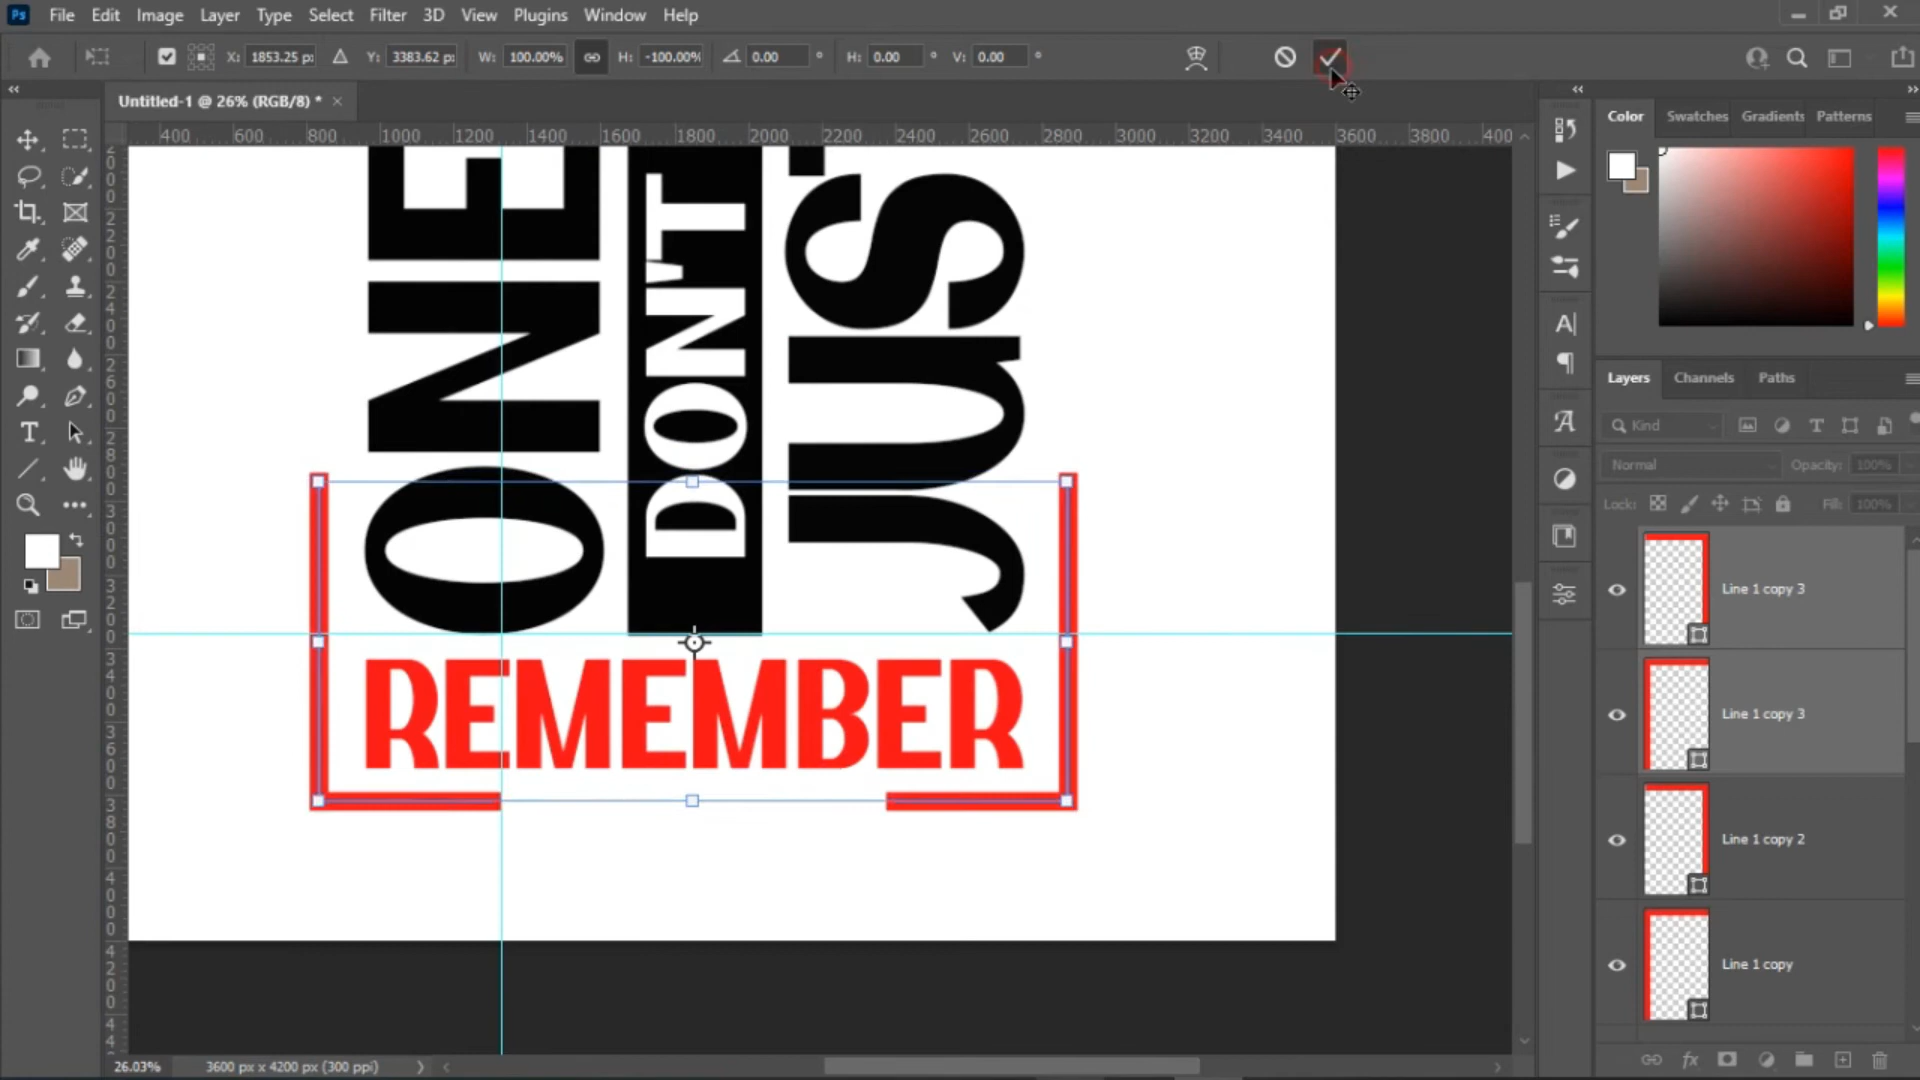 Ps File Edit Image Layer Type Select Filter 3D View Plugins Window Help
X: 1853.25 p: Y: 3383.62 p: W: 100.00% H: -100.00% 0.00 ° H: 0.00 ° V: 0.00 °
Untitled-1 @ 26% (RGB/8) * ×
400 600 800 1000 1200 1400 1600 1800 2000 2200 2400 2600 2800 3000 3200 3400 3600 3800 400
ONE
DON'T
JUS
REMEMBER
Color Swatches Gradients Patterns
Layers Channels Paths
Kind
Normal Opacity: 100%
Lock: Fill: 100%
Line 1 copy 3
Line 1 copy 3
Line 1 copy 2
Line 1 copy
fx
26.03% 3600 px x 4200 px (300 ppi)